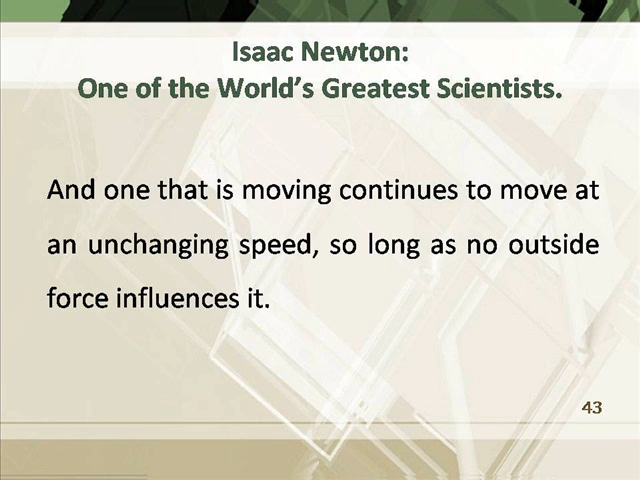 Isaac Newton:
One of the World’s Greatest Scientists.
And one that is moving continues to move at
an unchanging speed, so long as no outside
force influences it.
43